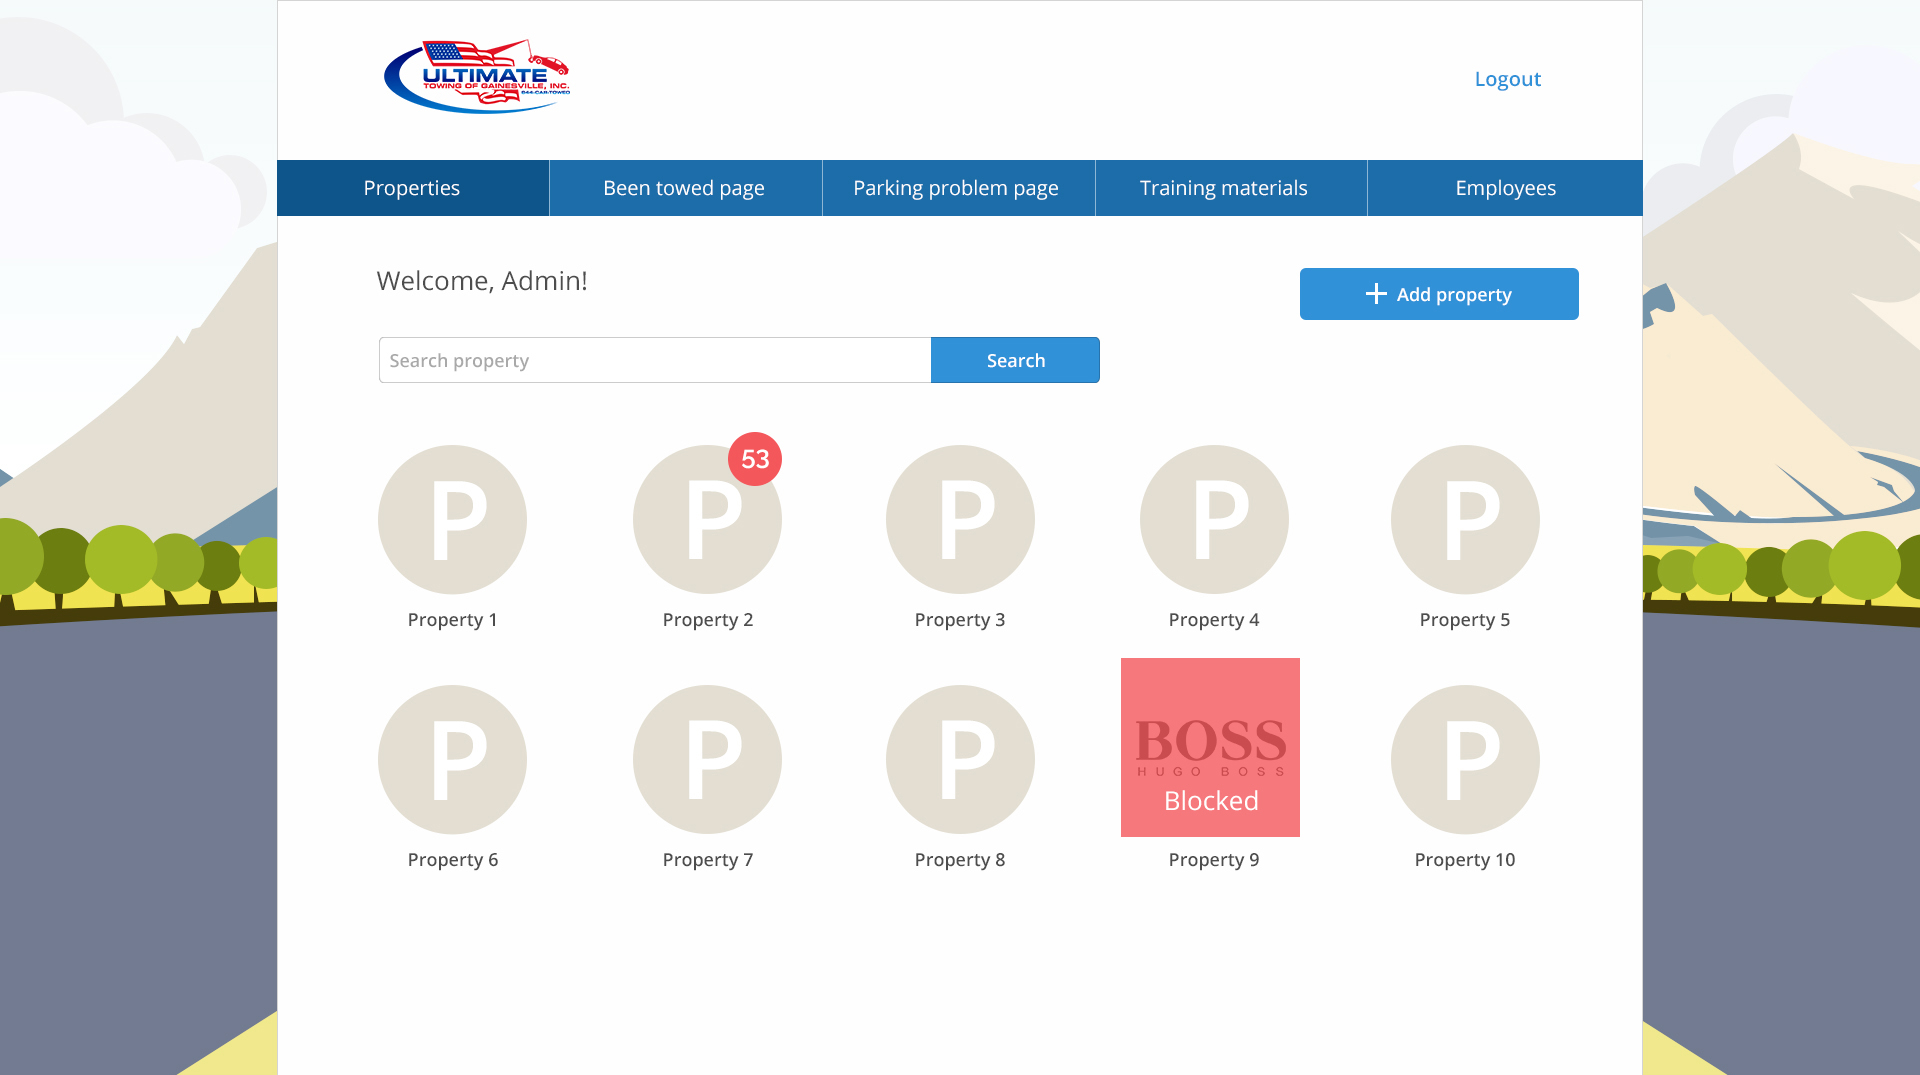 ULTIMATE
TOWING OF GAINESVILLE, INC.
844-CAR-TOWED
Logout
Properties
Been towed page
Parking problem page
Training materials
Employees
Welcome, Admin!
Add property
Search property
Search
P
P
53
P
P
P
Property 1
Property 2
Property 3
Property 4
Property 5
P
P
P
BOSS
HUGO BOSS
Blocked
P
Property 6
Property 7
Property 8
Property 9
Property 10